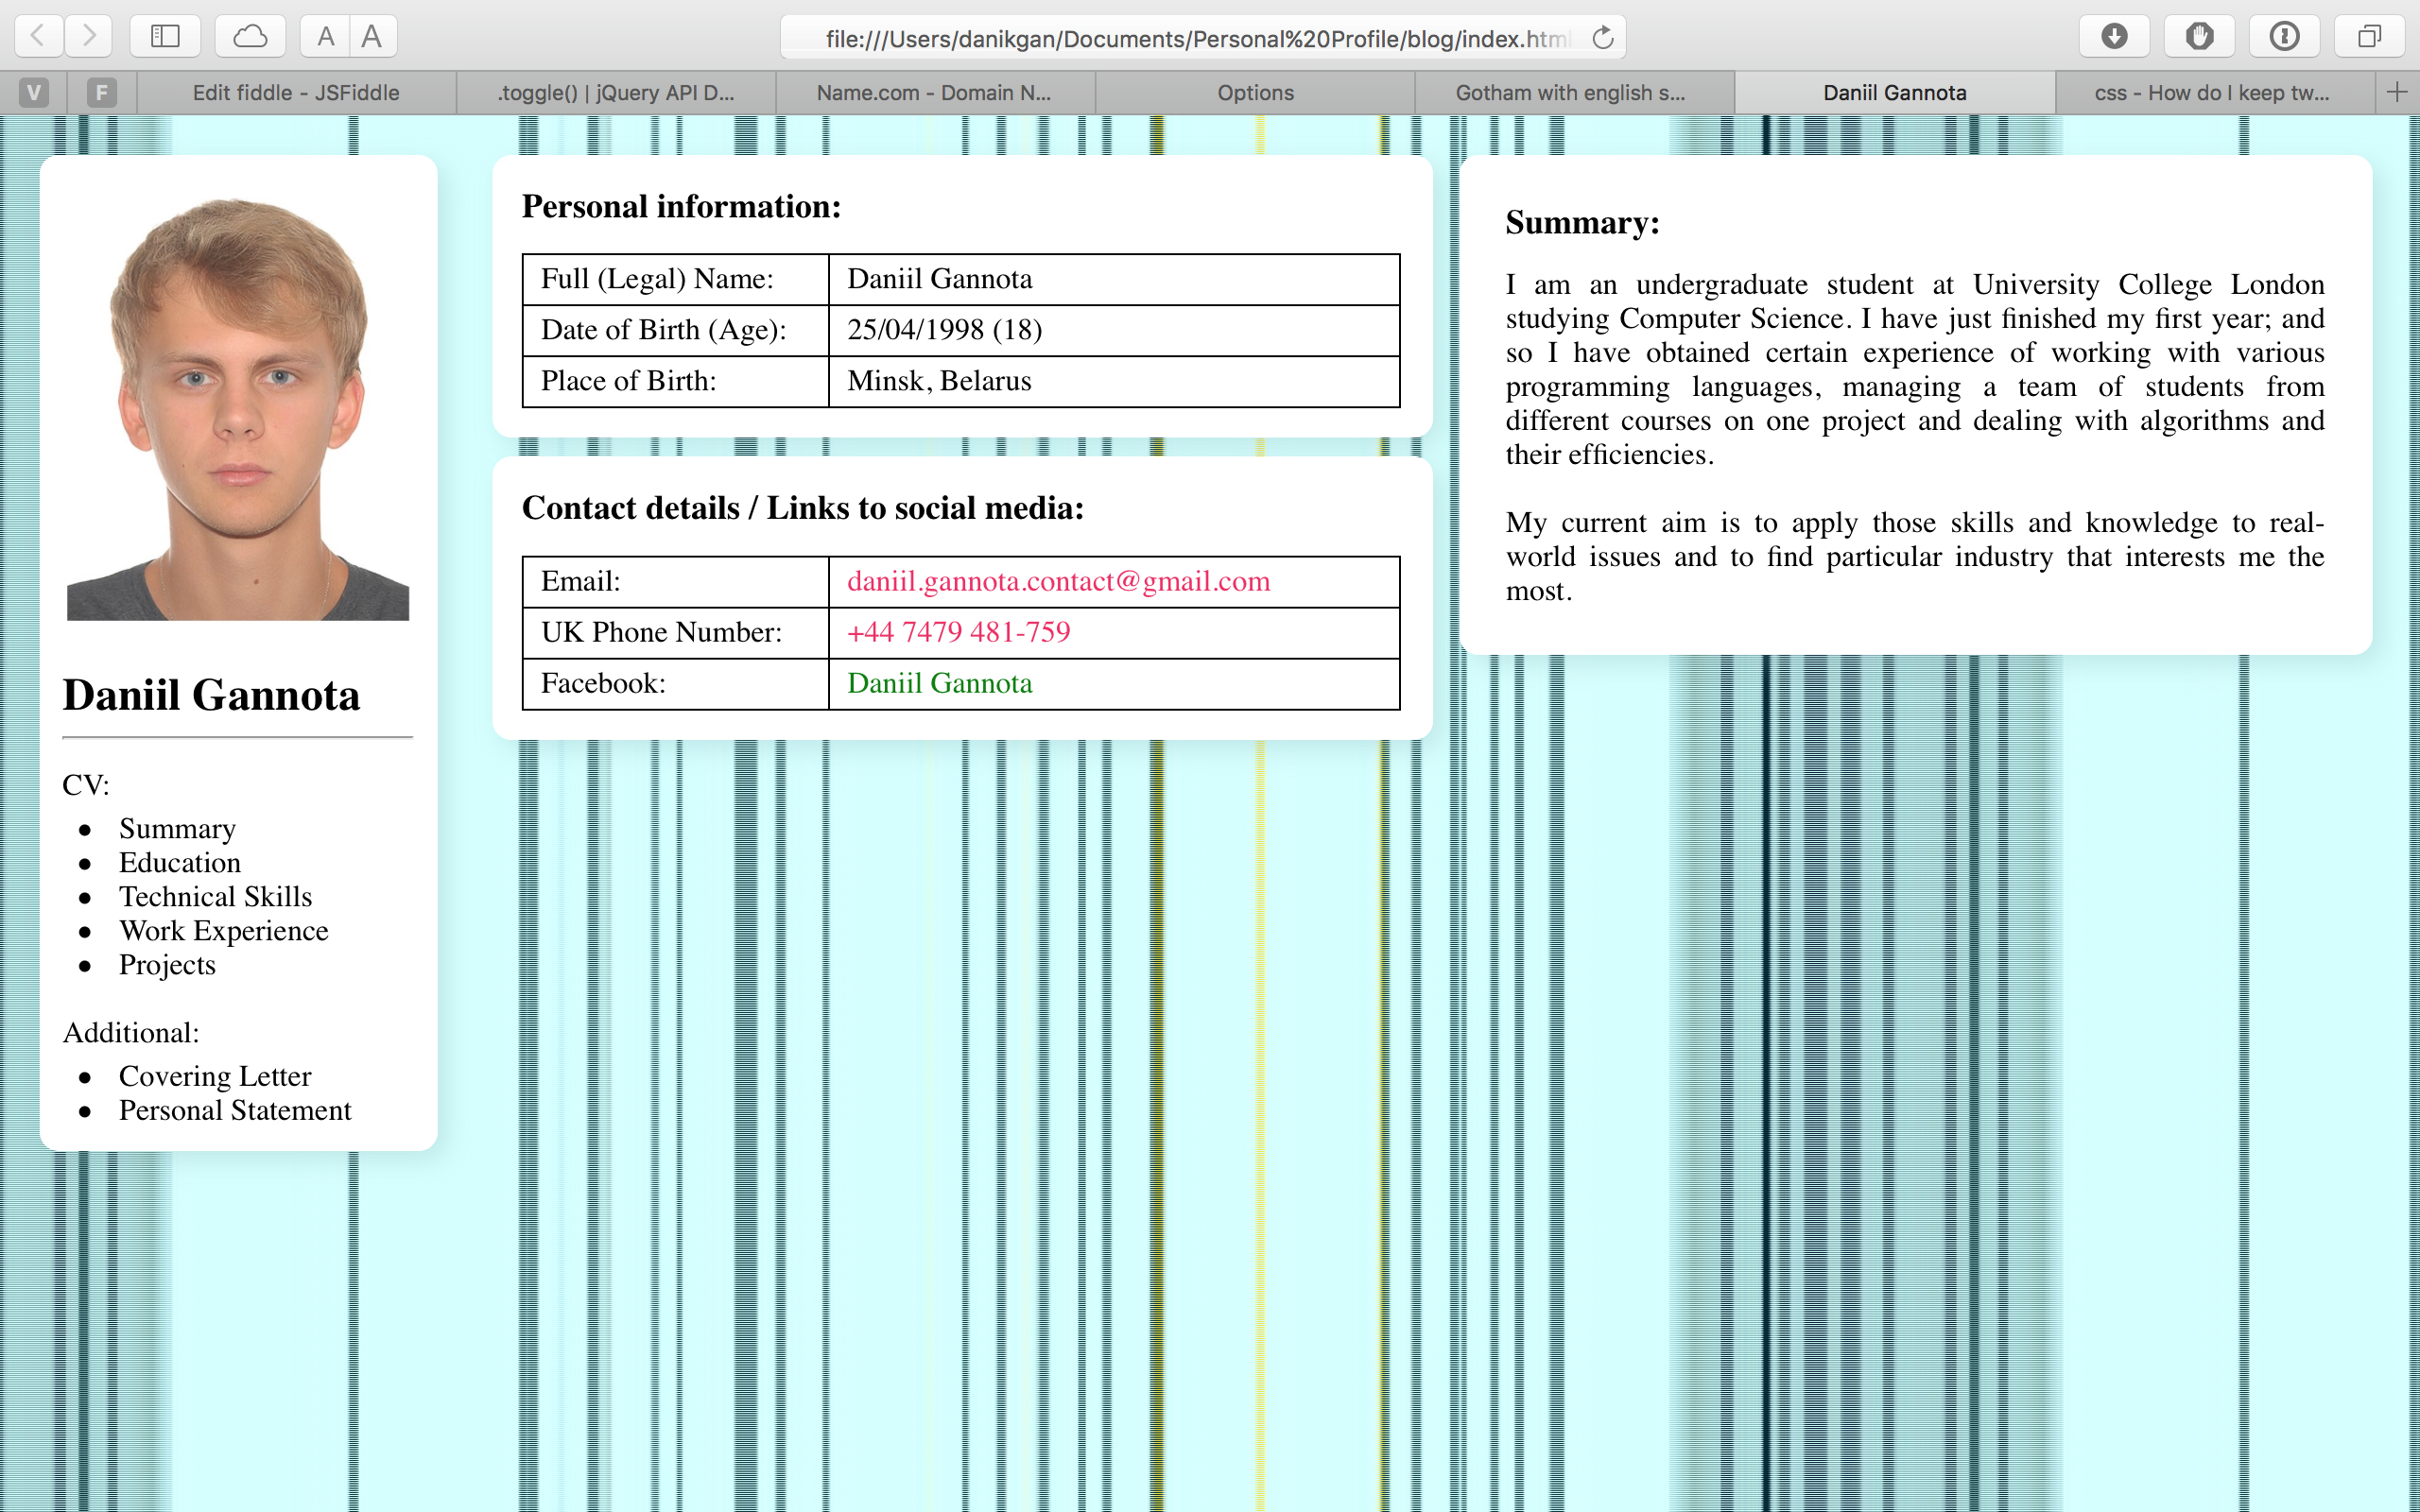 A A
file:///Users/danikgan/Documents/Personal%20Profile/blog/index.html
V F Edit fiddle - JSFiddle .toggle() | jQuery API D... Name.com - Domain N... Options Gotham with english s... Daniil Gannota css - How do I keep tw...
Daniil Gannota
CV:
Summary
Education
Technical Skills
Work Experience
Projects
Additional:
Covering Letter
Personal Statement
Personal information:
Full (Legal) Name: Daniil Gannota
Date of Birth (Age): 25/04/1998 (18)
Place of Birth: Minsk, Belarus
Contact details / Links to social media:
Email: daniil.gannota.contact@gmail.com
UK Phone Number: +44 7479 481-759
Facebook: Daniil Gannota
Summary:
I am an undergraduate student at University College London
studying Computer Science. I have just finished my first year; and
so I have obtained certain experience of working with various
programming languages, managing a team of students from
different courses on one project and dealing with algorithms and
their efficiencies.
My current aim is to apply those skills and knowledge to real-
world issues and to find particular industry that interests me the
most.